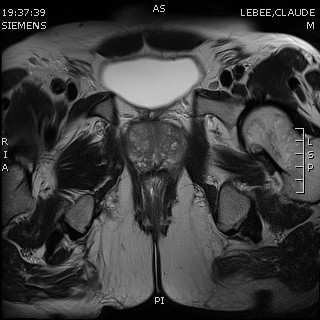 19:37:39
SIEMENS
AS
LEBEE,CLAUDE
M
R
I
A
L
S
P
PI